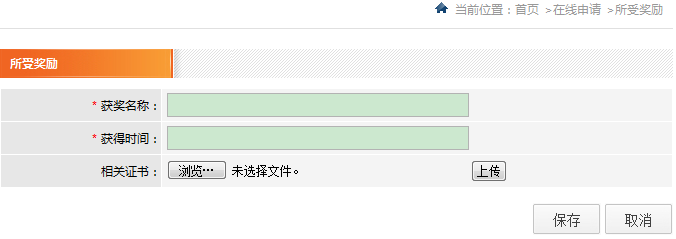 当前位置：首页 >在线申请 >所受奖励
所受奖励
* 获奖名称：
* 获得时间：
相关证书： 浏览… 未选择文件。 上传
保存 取消